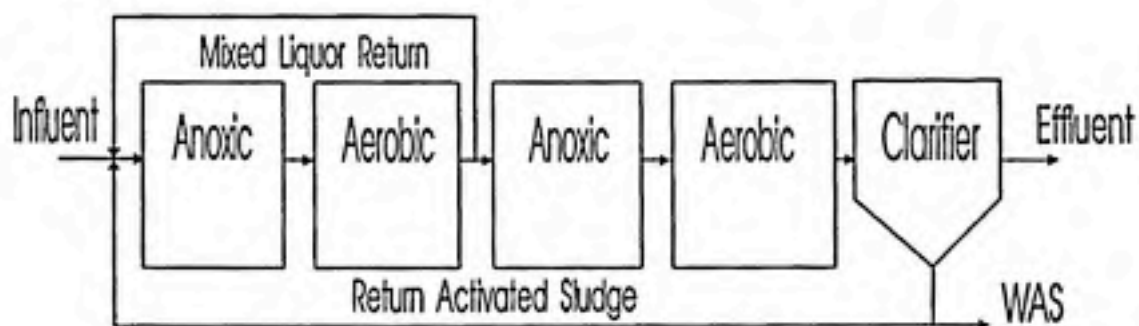 Mixed Liquor Return
Influent
Anoxic
Aerobic
Anoxic
Aerobic
Clarifier
Effluent
Return Activated Sludge
WAS